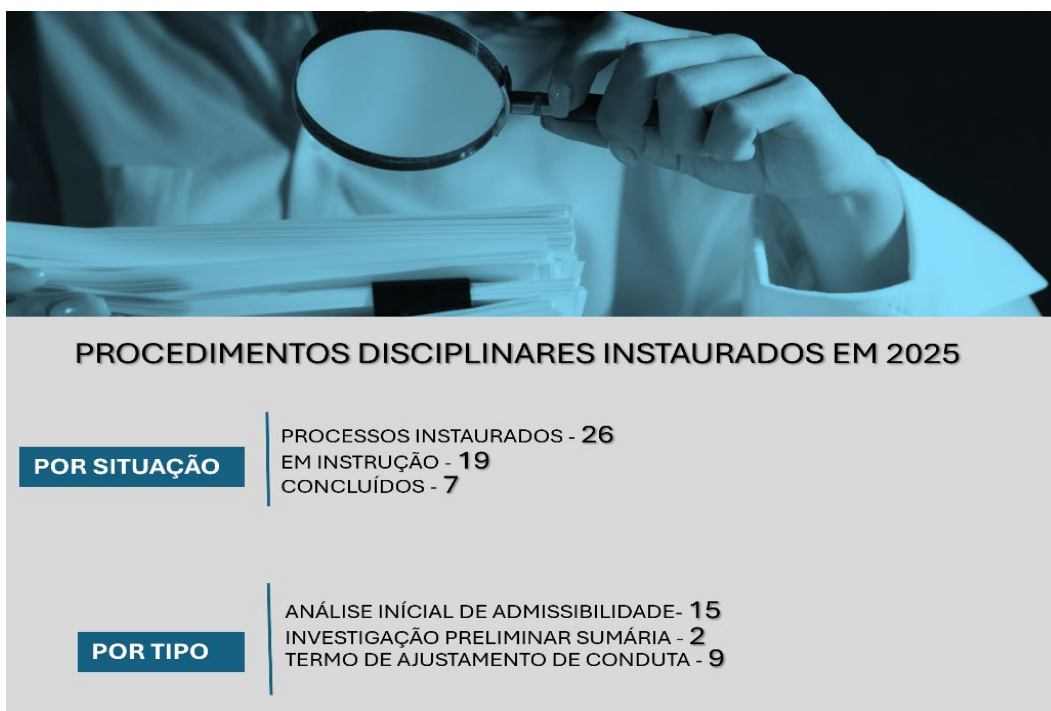 PROCEDIMENTOS DISCIPLINARES INSTAURADOS EM 2025
POR SITUAÇÃO
PROCESSOS INSTAURADOS - 26
EM INSTRUÇÃO - 19
CONCLUÍDOS - 7
POR TIPO
ANÁLISE INÍCIAL DE ADMISSIBILIDADE- 15
INVESTIGAÇÃO PRELIMINAR SUMÁRIA - 2
TERMO DE AJUSTAMENTO DE CONDUTA - 9